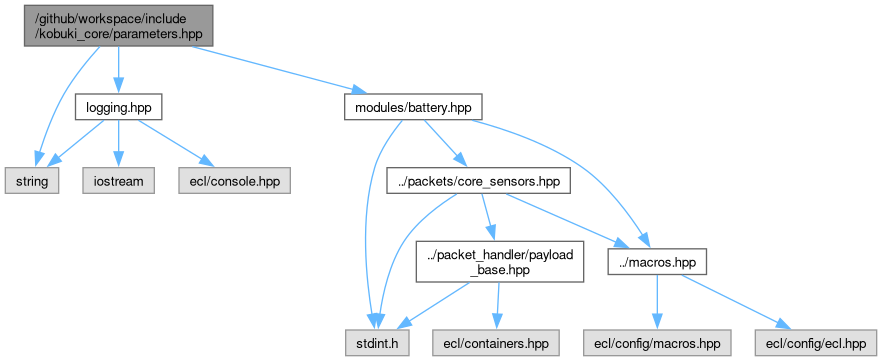 /github/workspace/include
/kobuki_core/parameters.hpp
logging.hpp
modules/battery.hpp
string
iostream
ecl/console.hpp
../packets/core_sensors.hpp
../packet_handler/payload
_base.hpp
../macros.hpp
stdint.h
ecl/containers.hpp
ecl/config/macros.hpp
ecl/config/ecl.hpp